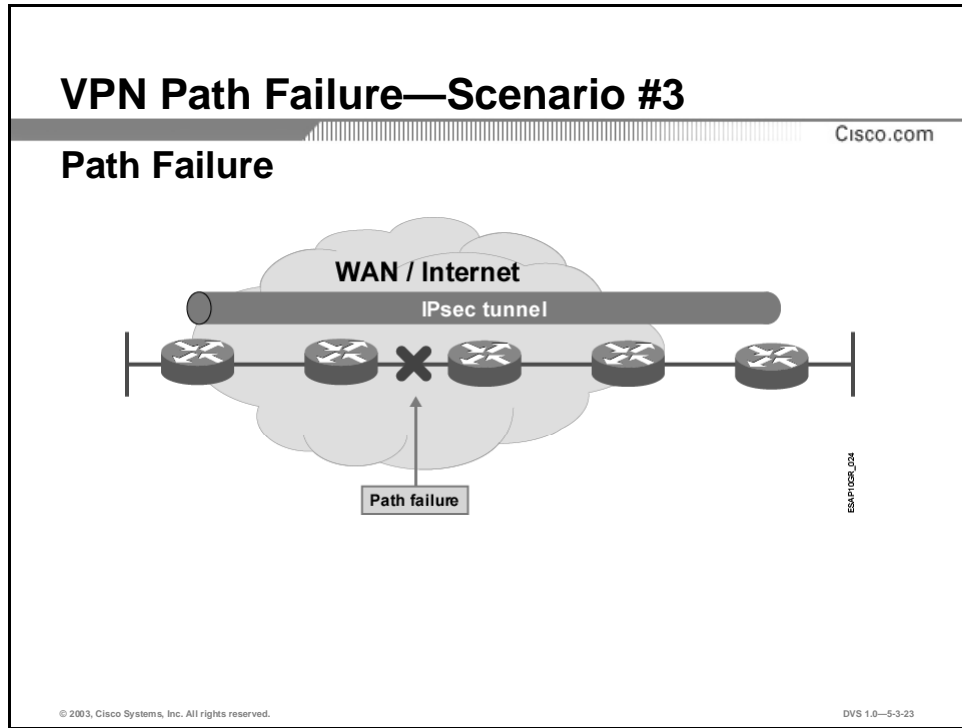 VPN Path Failure—Scenario #3
Cisco.com
Path Failure
WAN / Internet
IPsec tunnel
Path failure
ESAP10GR_024
© 2003, Cisco Systems, Inc. All rights reserved.
DVS 1.0—5-3-23